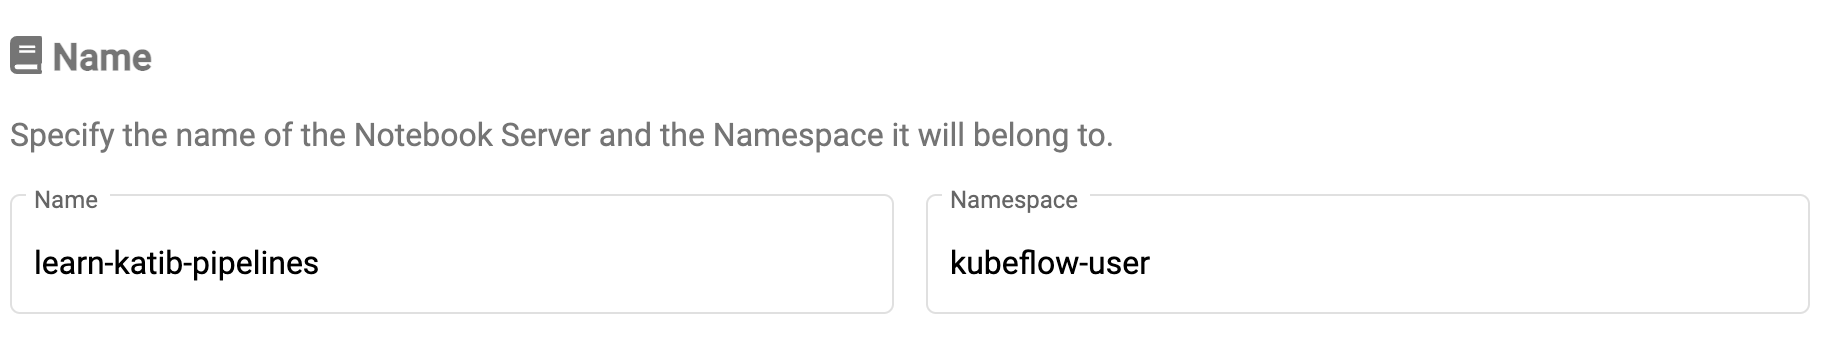 Name
Specify the name of the Notebook Server and the Namespace it will belong to.
Name
Namespace
learn-katib-pipelines
kubeflow-user